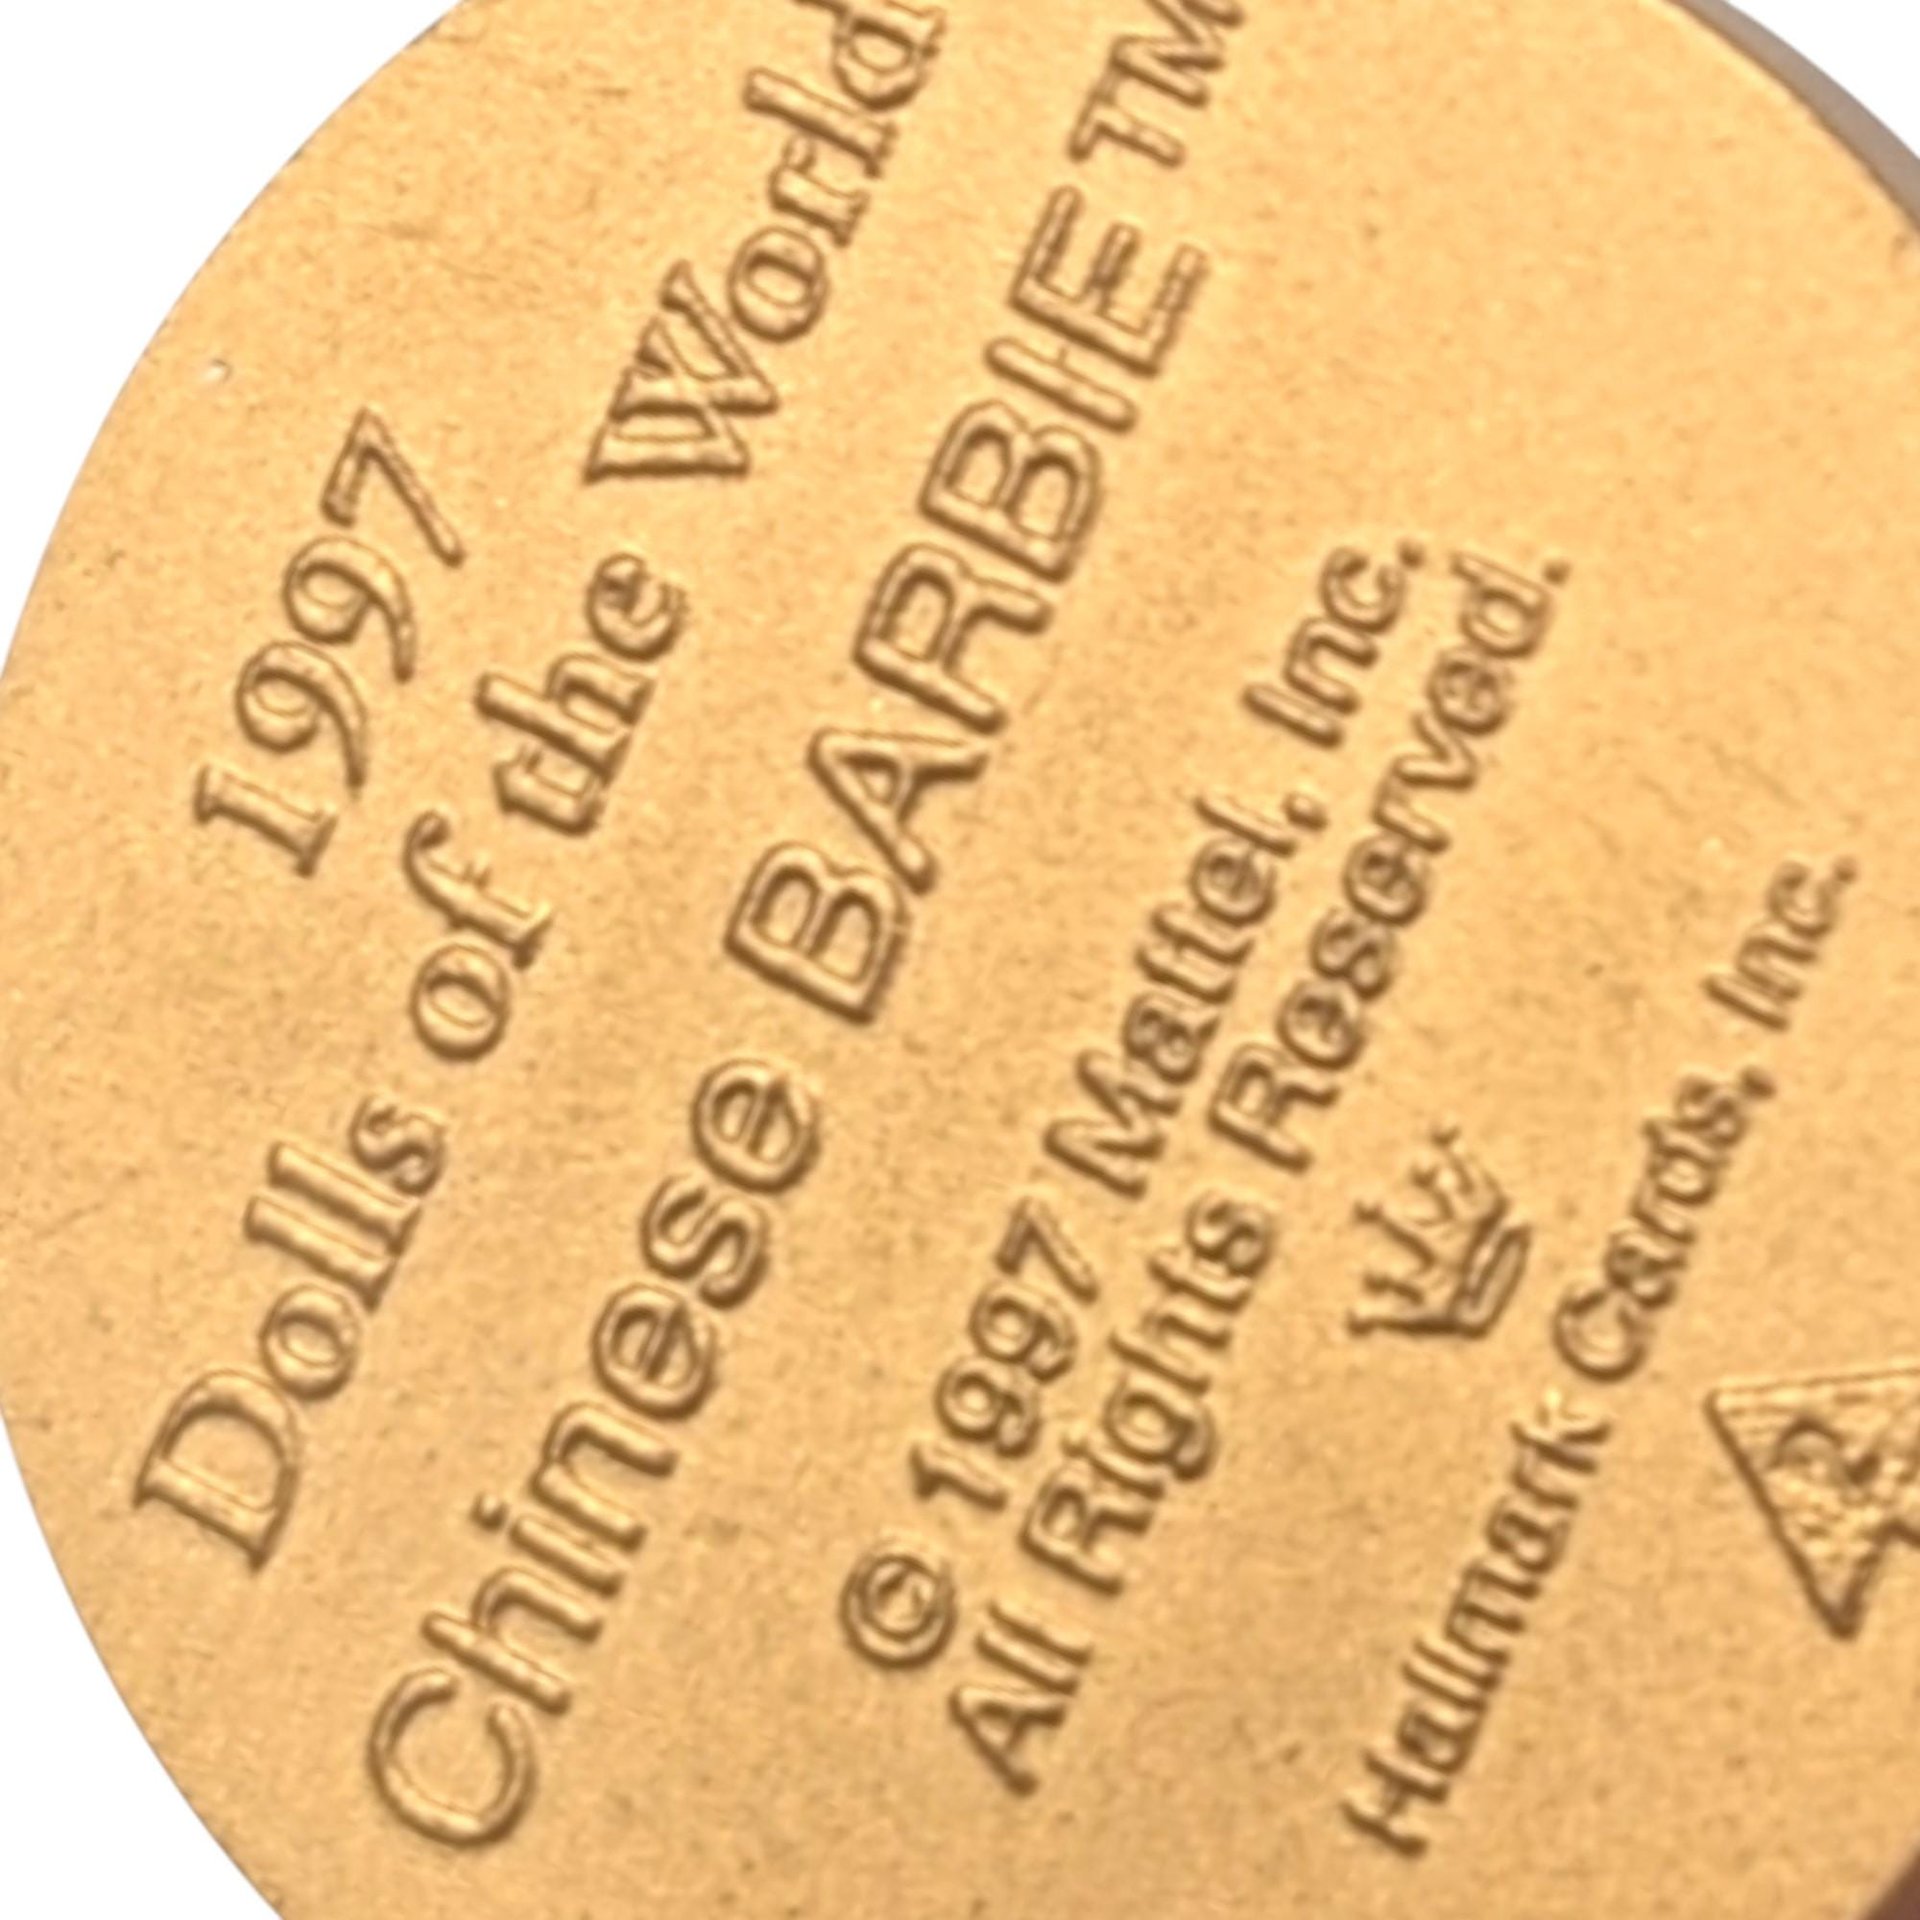 1997
Dolls of the World
Chinese BARBIE TM
© 1997 Mattel, Inc.
All Rights Reserved.
Hallmark Cards, Inc.